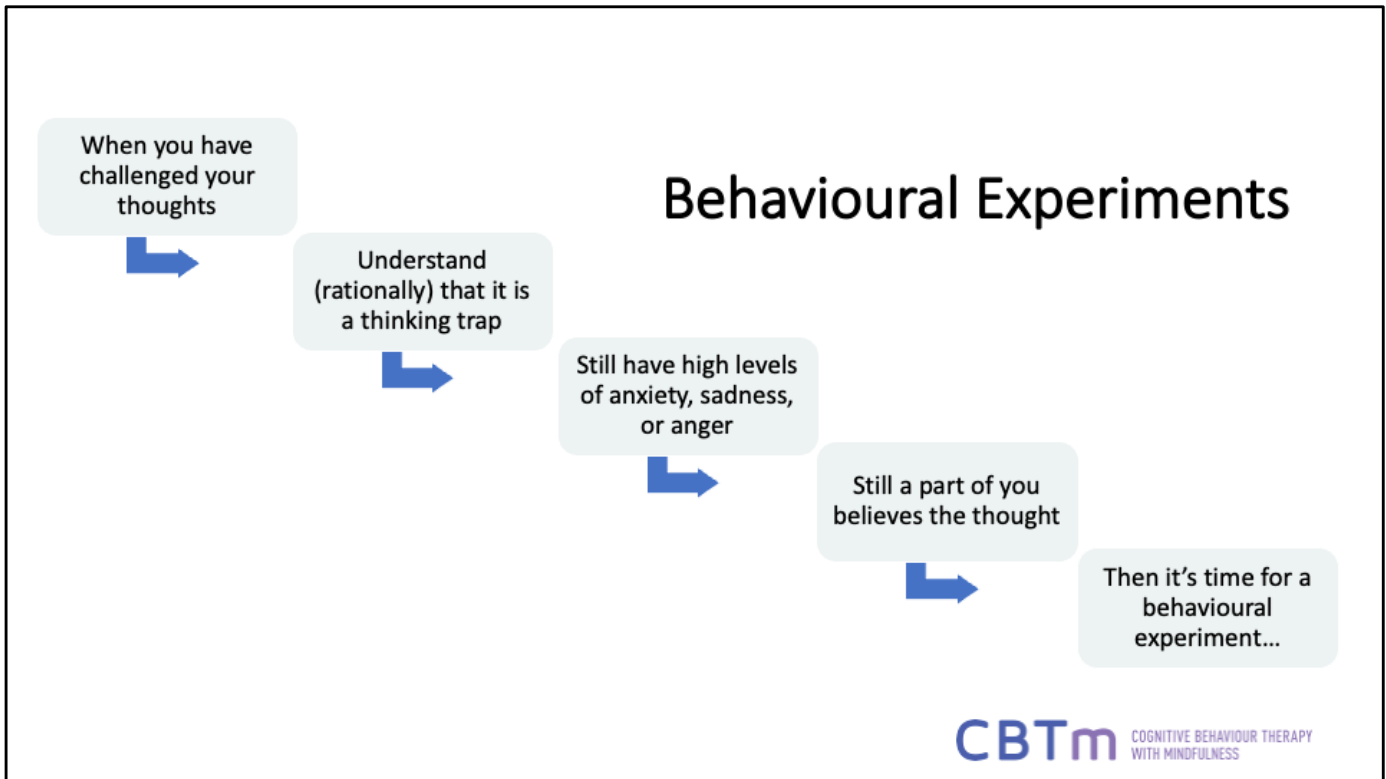 Behavioural Experiments
When you have
challenged your
thoughts
Understand
(rationally) that it is
a thinking trap
Still have high levels
of anxiety, sadness,
or anger
Still a part of you
believes the thought
Then it’s time for a
behavioural
experiment…
CBTm
COGNITIVE BEHAVIOUR THERAPY
WITH MINDFULNESS